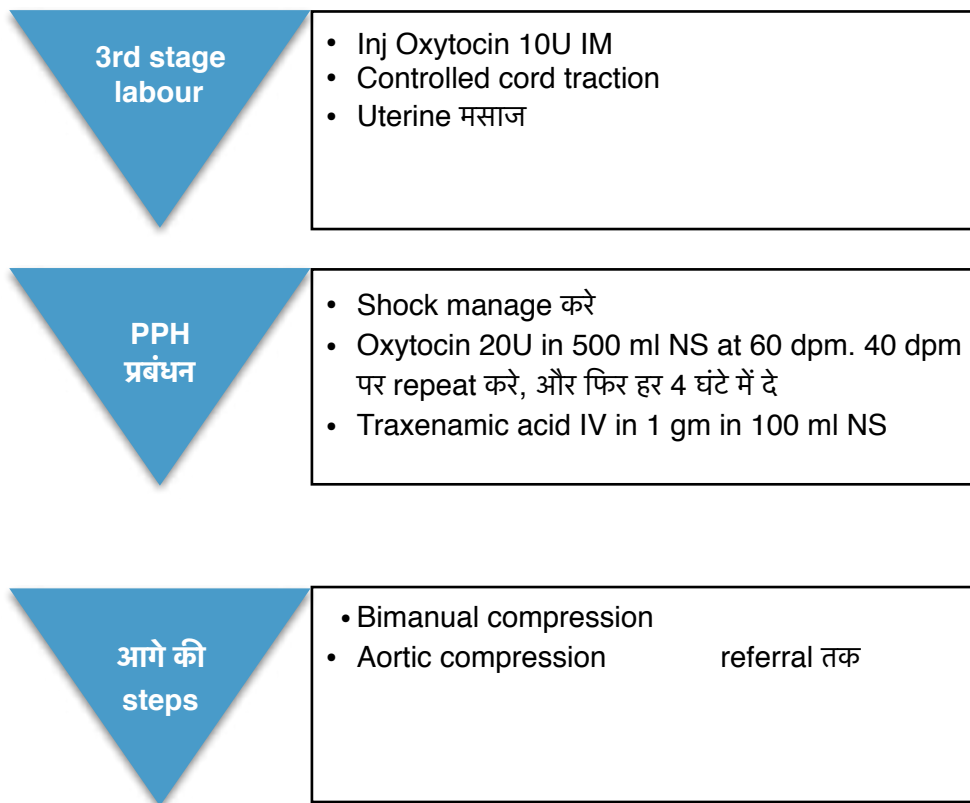 3rd stage
labour
• Inj Oxytocin 10U IM
• Controlled cord traction
• Uterine मसाज
PPH
प्रबंधन
• Shock manage करे
• Oxytocin 20U in 500 ml NS at 60 dpm. 40 dpm
पर repeat करे, और फिर हर 4 घंटे में दे
• Traxenamic acid IV in 1 gm in 100 ml NS
आगे की
steps
• Bimanual compression
• Aortic compression referral तक